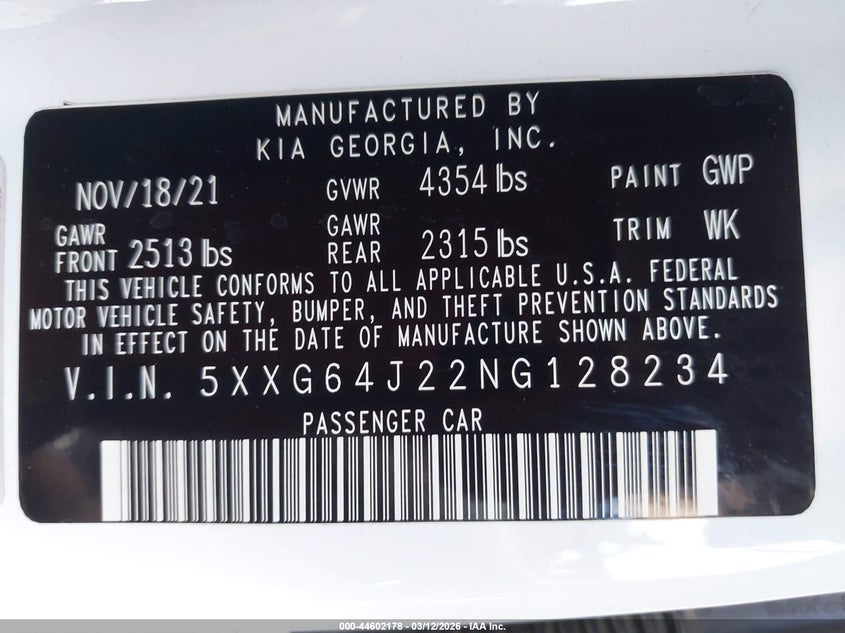 MANUFACTURED BY
KIA GEORGIA, INC.
NOV/18/21 GVWR 4354 lbs PAINT GWP
GAWR FRONT 2513 lbs GAWR REAR 2315 lbs TRIM WK
THIS VEHICLE CONFORMS TO ALL APPLICABLE U.S.A. FEDERAL
MOTOR VEHICLE SAFETY, BUMPER, AND THEFT PREVENTION STANDARDS
IN EFFECT ON THE DATE OF MANUFACTURE SHOWN ABOVE.
V.I.N. 5XXG64J22NG128234
PASSENGER CAR
000-44602178 - 03/12/2026 - IAA Inc.